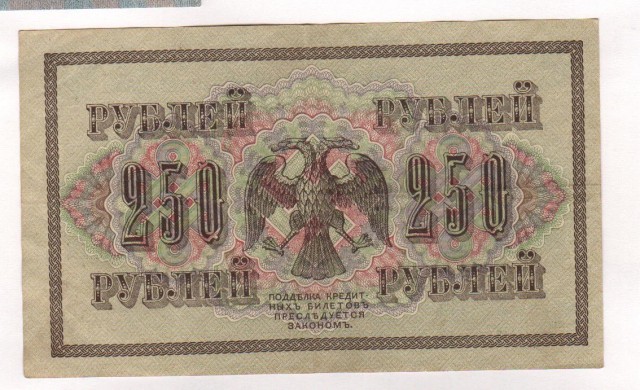 РУБЛЕЙ РУБЛЕЙ
250 250
РУБЛЕЙ РУБЛЕЙ
ПОДДѢЛКА КРЕДИТ-
НЫХЪ БИЛЕТОВЪ
ПРЕСЛѢДУЕТСЯ
ЗАКОНОМЪ.